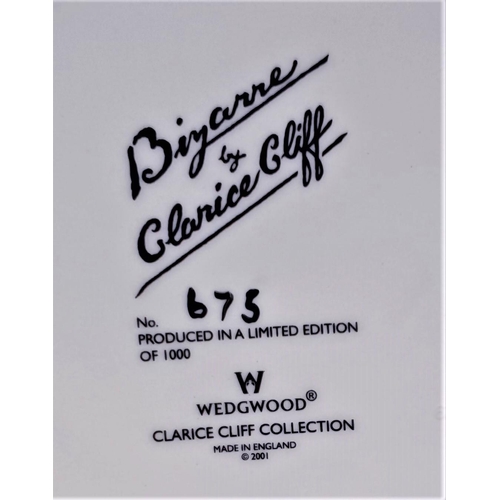 Bizarre
by
Clarice Cliff
No. 675
PRODUCED IN A LIMITED EDITION
OF 1000
W
WEDGWOOD®
CLARICE CLIFF COLLECTION
MADE IN ENGLAND
© 2001